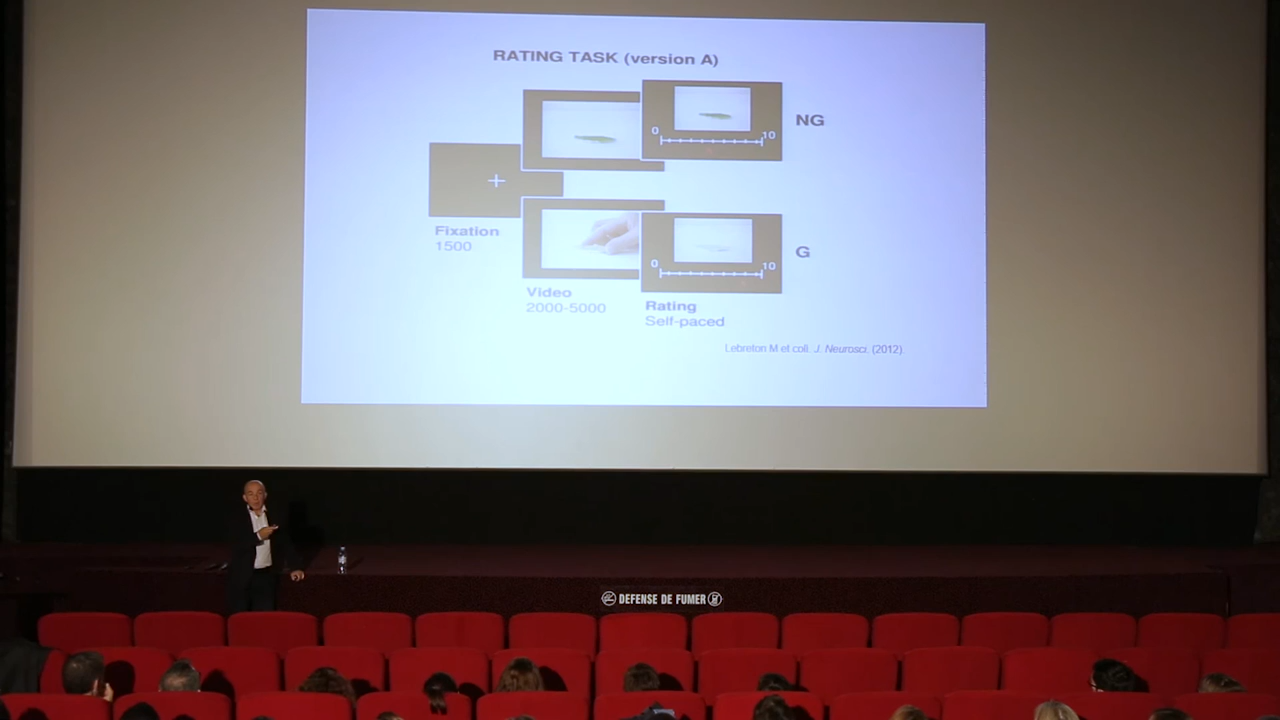 RATING TASK (version A)
0 10
NG
+
Fixation
1500
0 10
G
Video
2000-5000
Rating
Self-paced
Lebreton M et coll. J. Neurosci. (2012).
DEFENSE DE FUMER